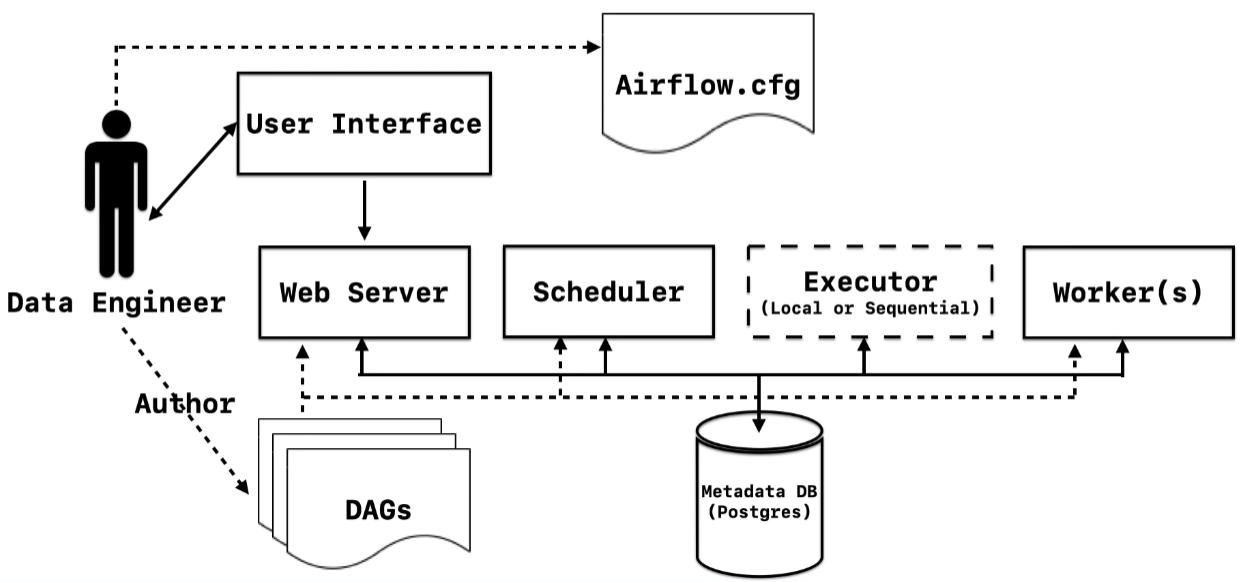 Airflow.cfg
User Interface
Data Engineer
Web Server
Scheduler
Executor
(Local or Sequential)
Worker(s)
Author
DAGs
Metadata DB
(Postgres)